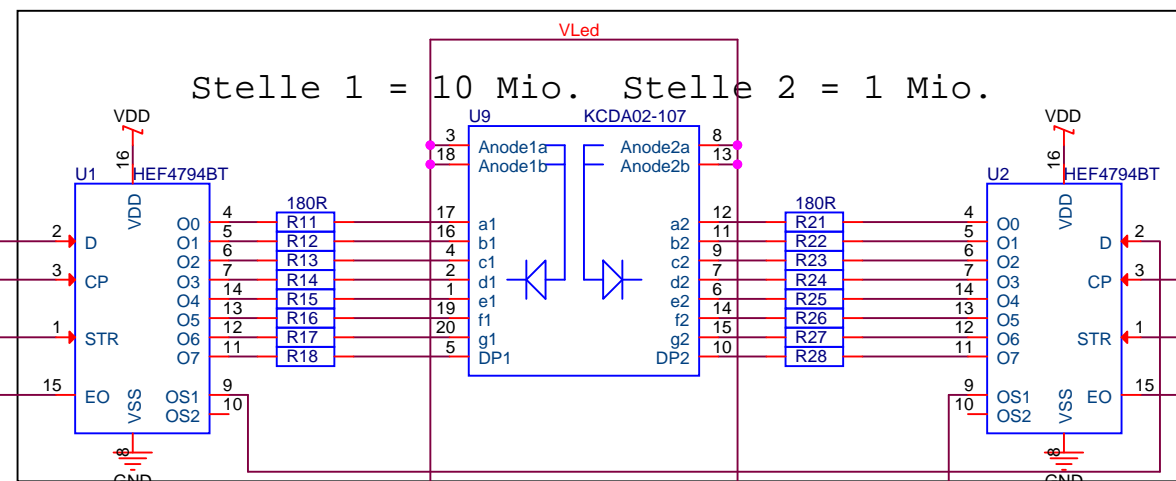 VLed
Stelle 1 = 10 Mio. Stelle 2 = 1 Mio.
VDD
16
U1 HEF4794BT
VDD
2 D
3 CP
1 STR
15 EO
VSS
8
GND
O0 4
O1 5
O2 6
O3 7
O4 14
O5 13
O6 12
O7 11
OS1 9
OS2 10
180R
R11
R12
R13
R14
R15
R16
R17
R18
U9 KCDA02-107
3 Anode1a
18 Anode1b
17 a1
16 b1
4 c1
2 d1
1 e1
19 f1
20 g1
5 DP1
Anode2a 8
Anode2b 13
a2 12
b2 11
c2 9
d2 7
e2 6
f2 14
g2 15
DP2 10
180R
R21
R22
R23
R24
R25
R26
R27
R28
VDD
16
U2 HEF4794BT
VDD
4 O0
5 O1
6 O2
7 O3
14 O4
13 O5
12 O6
11 O7
9 OS1
10 OS2
D 2
CP 3
STR 1
EO 15
VSS
8
GND